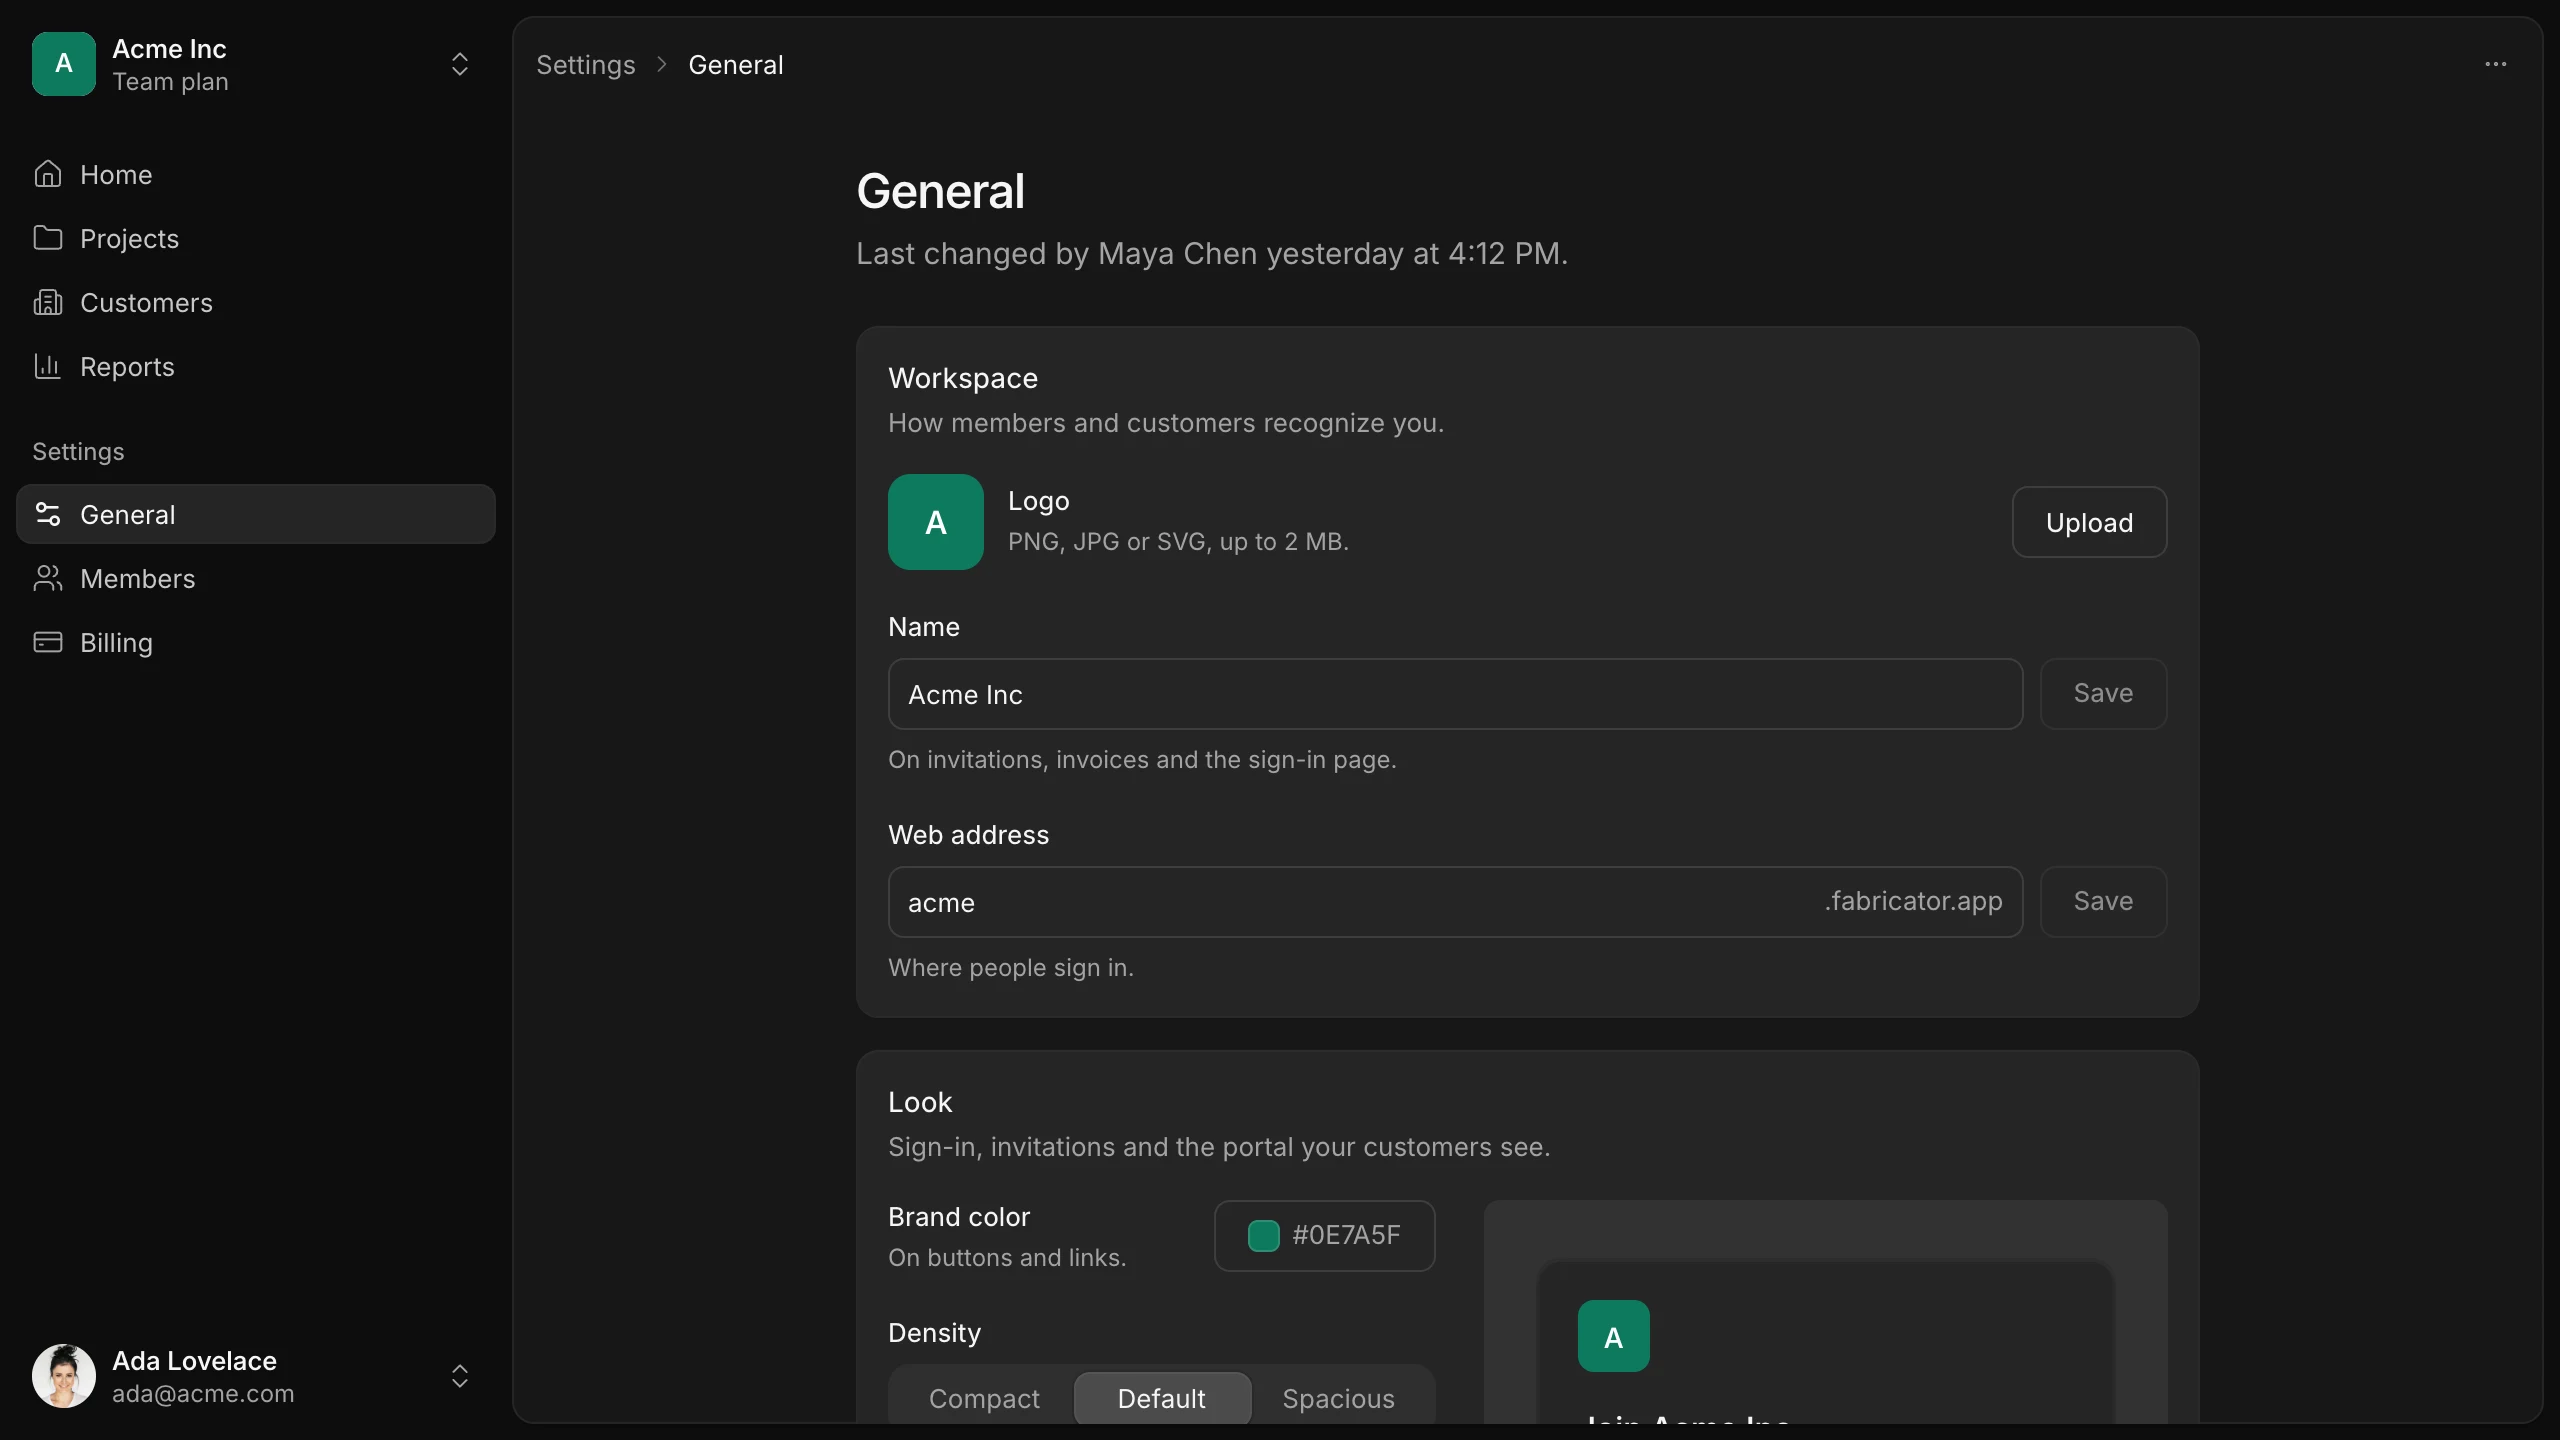 A
Acme Inc
Team plan
Home
Projects
Customers
Reports
Settings
General
Members
Billing
Ada Lovelace
ada@acme.com
Settings > General
General
Last changed by Maya Chen yesterday at 4:12 PM.
Workspace
How members and customers recognize you.
A
Logo
PNG, JPG or SVG, up to 2 MB.
Upload
Name
Acme Inc
Save
On invitations, invoices and the sign-in page.
Web address
acme
.fabricator.app
Save
Where people sign in.
Look
Sign-in, invitations and the portal your customers see.
Brand color
On buttons and links.
#0E7A5F
Density
Compact
Default
Spacious
A
Join Acme Inc